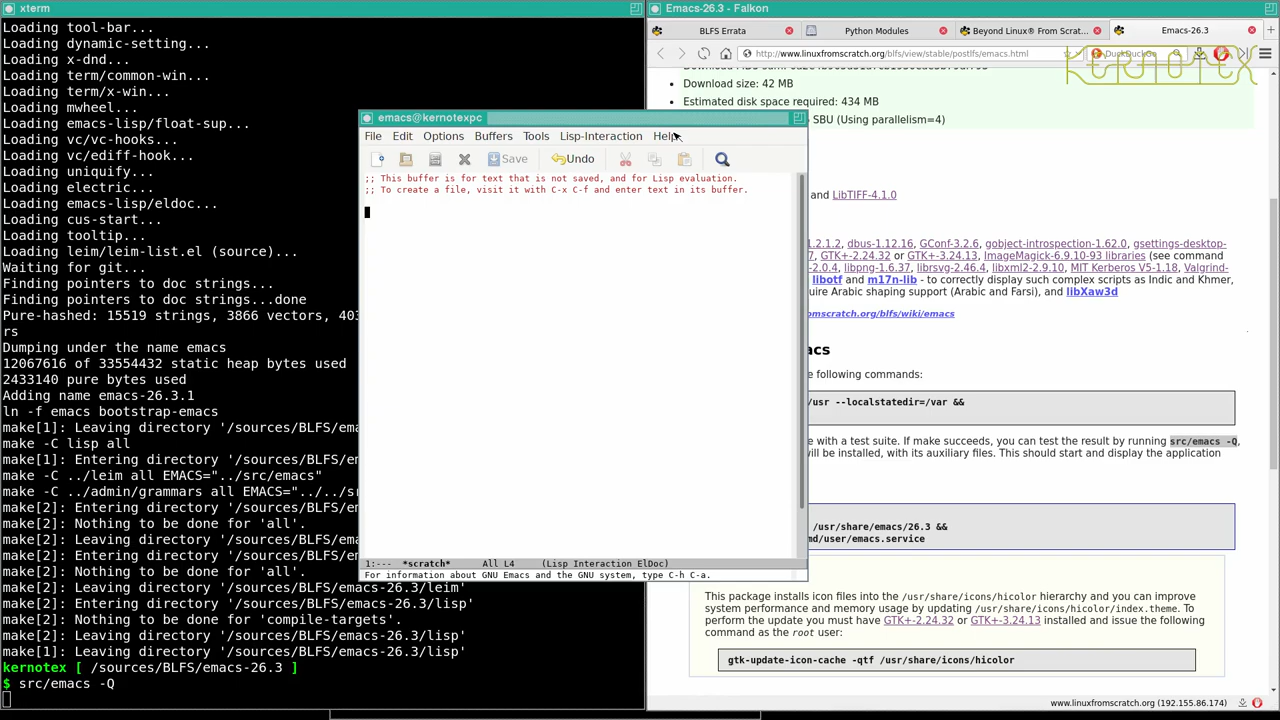 xterm
Loading tool-bar...
Loading dynamic-setting...
Loading x-dnd...
Loading term/common-win...
Loading term/x-win...
Loading mwheel...
Loading emacs-lisp/float-sup...
Loading vc/vc-hooks...
Loading vc/ediff-hook...
Loading uniquify...
Loading electric...
Loading emacs-lisp/eldoc...
Loading cus-start...
Loading tooltip...
Loading leim/leim-list.el (source)...
Waiting for git...
Finding pointers to doc strings...
Finding pointers to doc strings...done
Pure-hashed: 15519 strings, 3866 vectors, 403
rs
Dumping under the name emacs
12067616 of 33554432 static heap bytes used
2433140 pure bytes used
Adding name emacs-26.3.1
ln -f emacs bootstrap-emacs
make[1]: Leaving directory '/sources/BLFS/em
make -C lisp all
make[1]: Entering directory '/sources/BLFS/e
make -C ../leim all EMACS="../src/emacs"
make -C ../admin/grammars all EMACS="../../sr
make[2]: Entering directory '/sources/BLFS/e
make[2]: Nothing to be done for 'all'.
make[2]: Leaving directory '/sources/BLFS/em
make[2]: Entering directory '/sources/BLFS/e
make[2]: Nothing to be done for 'all'.
make[2]: Leaving directory '/sources/BLFS/emacs-26.3/leim'
make[2]: Entering directory '/sources/BLFS/emacs-26.3/lisp'
make[2]: Nothing to be done for 'compile-targets'.
make[2]: Leaving directory '/sources/BLFS/emacs-26.3/lisp'
make[1]: Leaving directory '/sources/BLFS/emacs-26.3/lisp'
kernotex [ /sources/BLFS/emacs-26.3 ]
$ src/emacs -Q
emacs@kernotexpc
File Edit Options Buffers Tools Lisp-Interaction Help
Save Undo
;; This buffer is for text that is not saved, and for Lisp evaluation.
;; To create a file, visit it with C-x C-f and enter text in its buffer.
1:--- *scratch* All L4 (Lisp Interaction ElDoc)
For information about GNU Emacs and the GNU system, type C-h C-a.
Emacs-26.3 - Falkon
BLFS Errata Python Modules Beyond Linux® From Scrat... Emacs-26.3
http://www.linuxfromscratch.org/blfs/view/stable/postlfs/emacs.html DuckDuckGo
KERNOTEX
Download size: 42 MB
Estimated disk space required: 434 MB
SBU (Using parallelism=4)
and LibTIFF-4.1.0
1.2.1.2, dbus-1.12.16, GConf-3.2.6, gobject-introspection-1.62.0, gsettings-desktop-
7, GTK+-2.24.32 or GTK+-3.24.13, ImageMagick-6.9.10-93 libraries (see command
-2.0.4, libpng-1.6.37, librsvg-2.46.4, libxml2-2.9.10, MIT Kerberos V5-1.18, Valgrind-
libotf and m17n-lib - to correctly display such complex scripts as Indic and Khmer,
uire Arabic shaping support (Arabic and Farsi), and libXaw3d
omscratch.org/blfs/wiki/emacs
acs
e following commands:
/usr --localstatedir=/var &&
e with a test suite. If make succeeds, you can test the result by running src/emacs -Q,
will be installed, with its auxiliary files. This should start and display the application
/usr/share/emacs/26.3 &&
md/user/emacs.service
This package installs icon files into the /usr/share/icons/hicolor hierarchy and you can improve
system performance and memory usage by updating /usr/share/icons/hicolor/index.theme. To
perform the update you must have GTK+-2.24.32 or GTK+-3.24.13 installed and issue the following
command as the root user:
gtk-update-icon-cache -qtf /usr/share/icons/hicolor
www.linuxfromscratch.org (192.155.86.174)